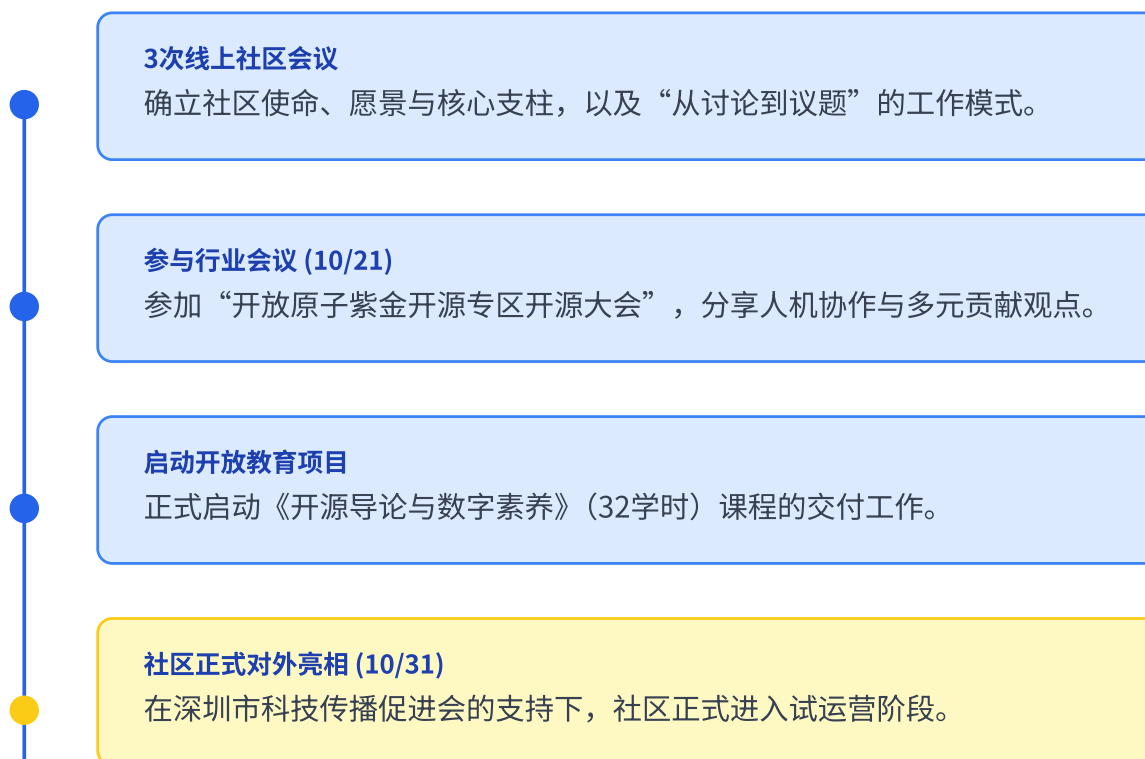 3次线上社区会议
确立社区使命、愿景与核心支柱，以及“从讨论到议题”的工作模式。
参与行业会议 (10/21)
参加“开放原子紫金开源专区开源大会”，分享人机协作与多元贡献观点。
启动开放教育项目
正式启动《开源导论与数字素养》（32学时）课程的交付工作。
社区正式对外亮相 (10/31)
在深圳市科技传播促进会的支持下，社区正式进入试运营阶段。